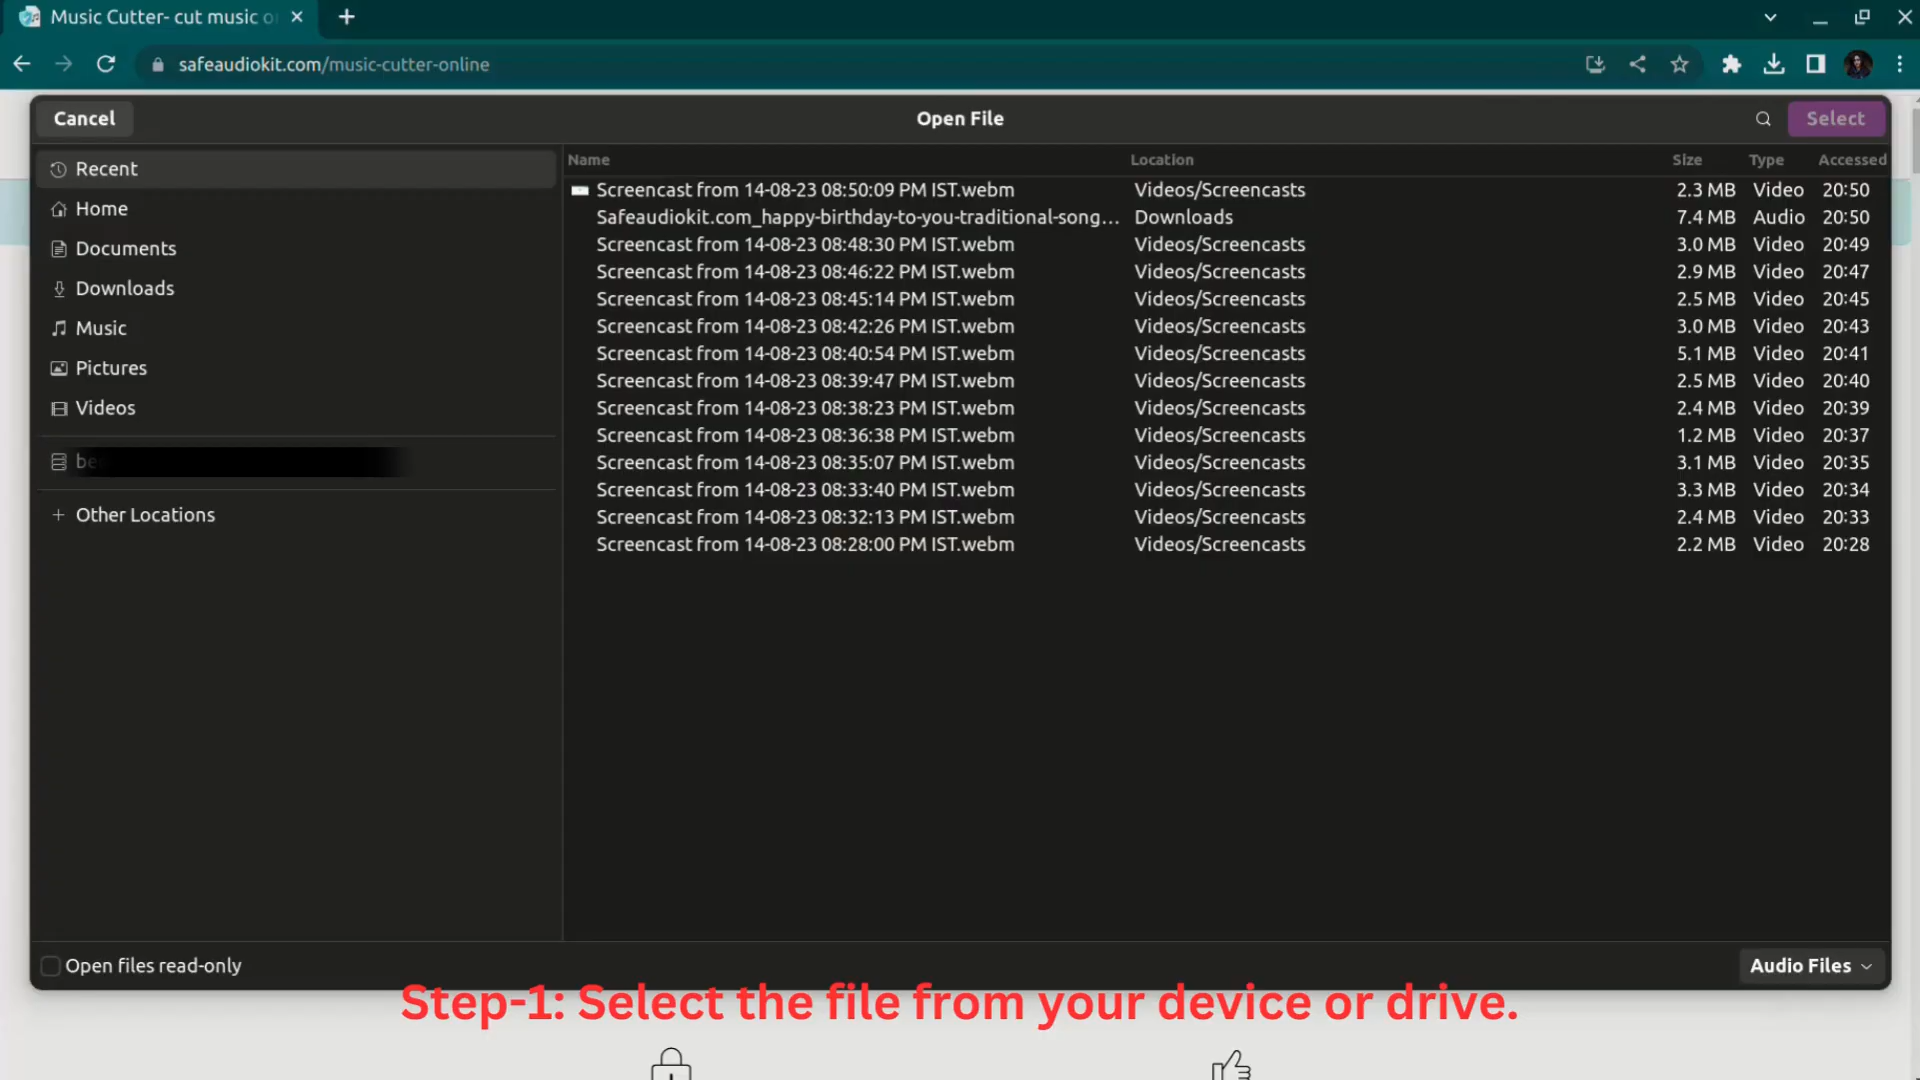 Music Cutter- cut music o
safeaudiokit.com/music-cutter-online
Cancel
Open File
Select
Recent
Home
Documents
Downloads
Music
Pictures
Videos
be
Other Locations
Name Location Size Type Accessed
Screencast from 14-08-23 08:50:09 PM IST.webm Videos/Screencasts 2.3 MB Video 20:50
Safeaudiokit.com_happy-birthday-to-you-traditional-song... Downloads 7.4 MB Audio 20:50
Screencast from 14-08-23 08:48:30 PM IST.webm Videos/Screencasts 3.0 MB Video 20:49
Screencast from 14-08-23 08:46:22 PM IST.webm Videos/Screencasts 2.9 MB Video 20:47
Screencast from 14-08-23 08:45:14 PM IST.webm Videos/Screencasts 2.5 MB Video 20:45
Screencast from 14-08-23 08:42:26 PM IST.webm Videos/Screencasts 3.0 MB Video 20:43
Screencast from 14-08-23 08:40:54 PM IST.webm Videos/Screencasts 5.1 MB Video 20:41
Screencast from 14-08-23 08:39:47 PM IST.webm Videos/Screencasts 2.5 MB Video 20:40
Screencast from 14-08-23 08:38:23 PM IST.webm Videos/Screencasts 2.4 MB Video 20:39
Screencast from 14-08-23 08:36:38 PM IST.webm Videos/Screencasts 1.2 MB Video 20:37
Screencast from 14-08-23 08:35:07 PM IST.webm Videos/Screencasts 3.1 MB Video 20:35
Screencast from 14-08-23 08:33:40 PM IST.webm Videos/Screencasts 3.3 MB Video 20:34
Screencast from 14-08-23 08:32:13 PM IST.webm Videos/Screencasts 2.4 MB Video 20:33
Screencast from 14-08-23 08:28:00 PM IST.webm Videos/Screencasts 2.2 MB Video 20:28
Open files read-only
Audio Files
Step-1: Select the file from your device or drive.